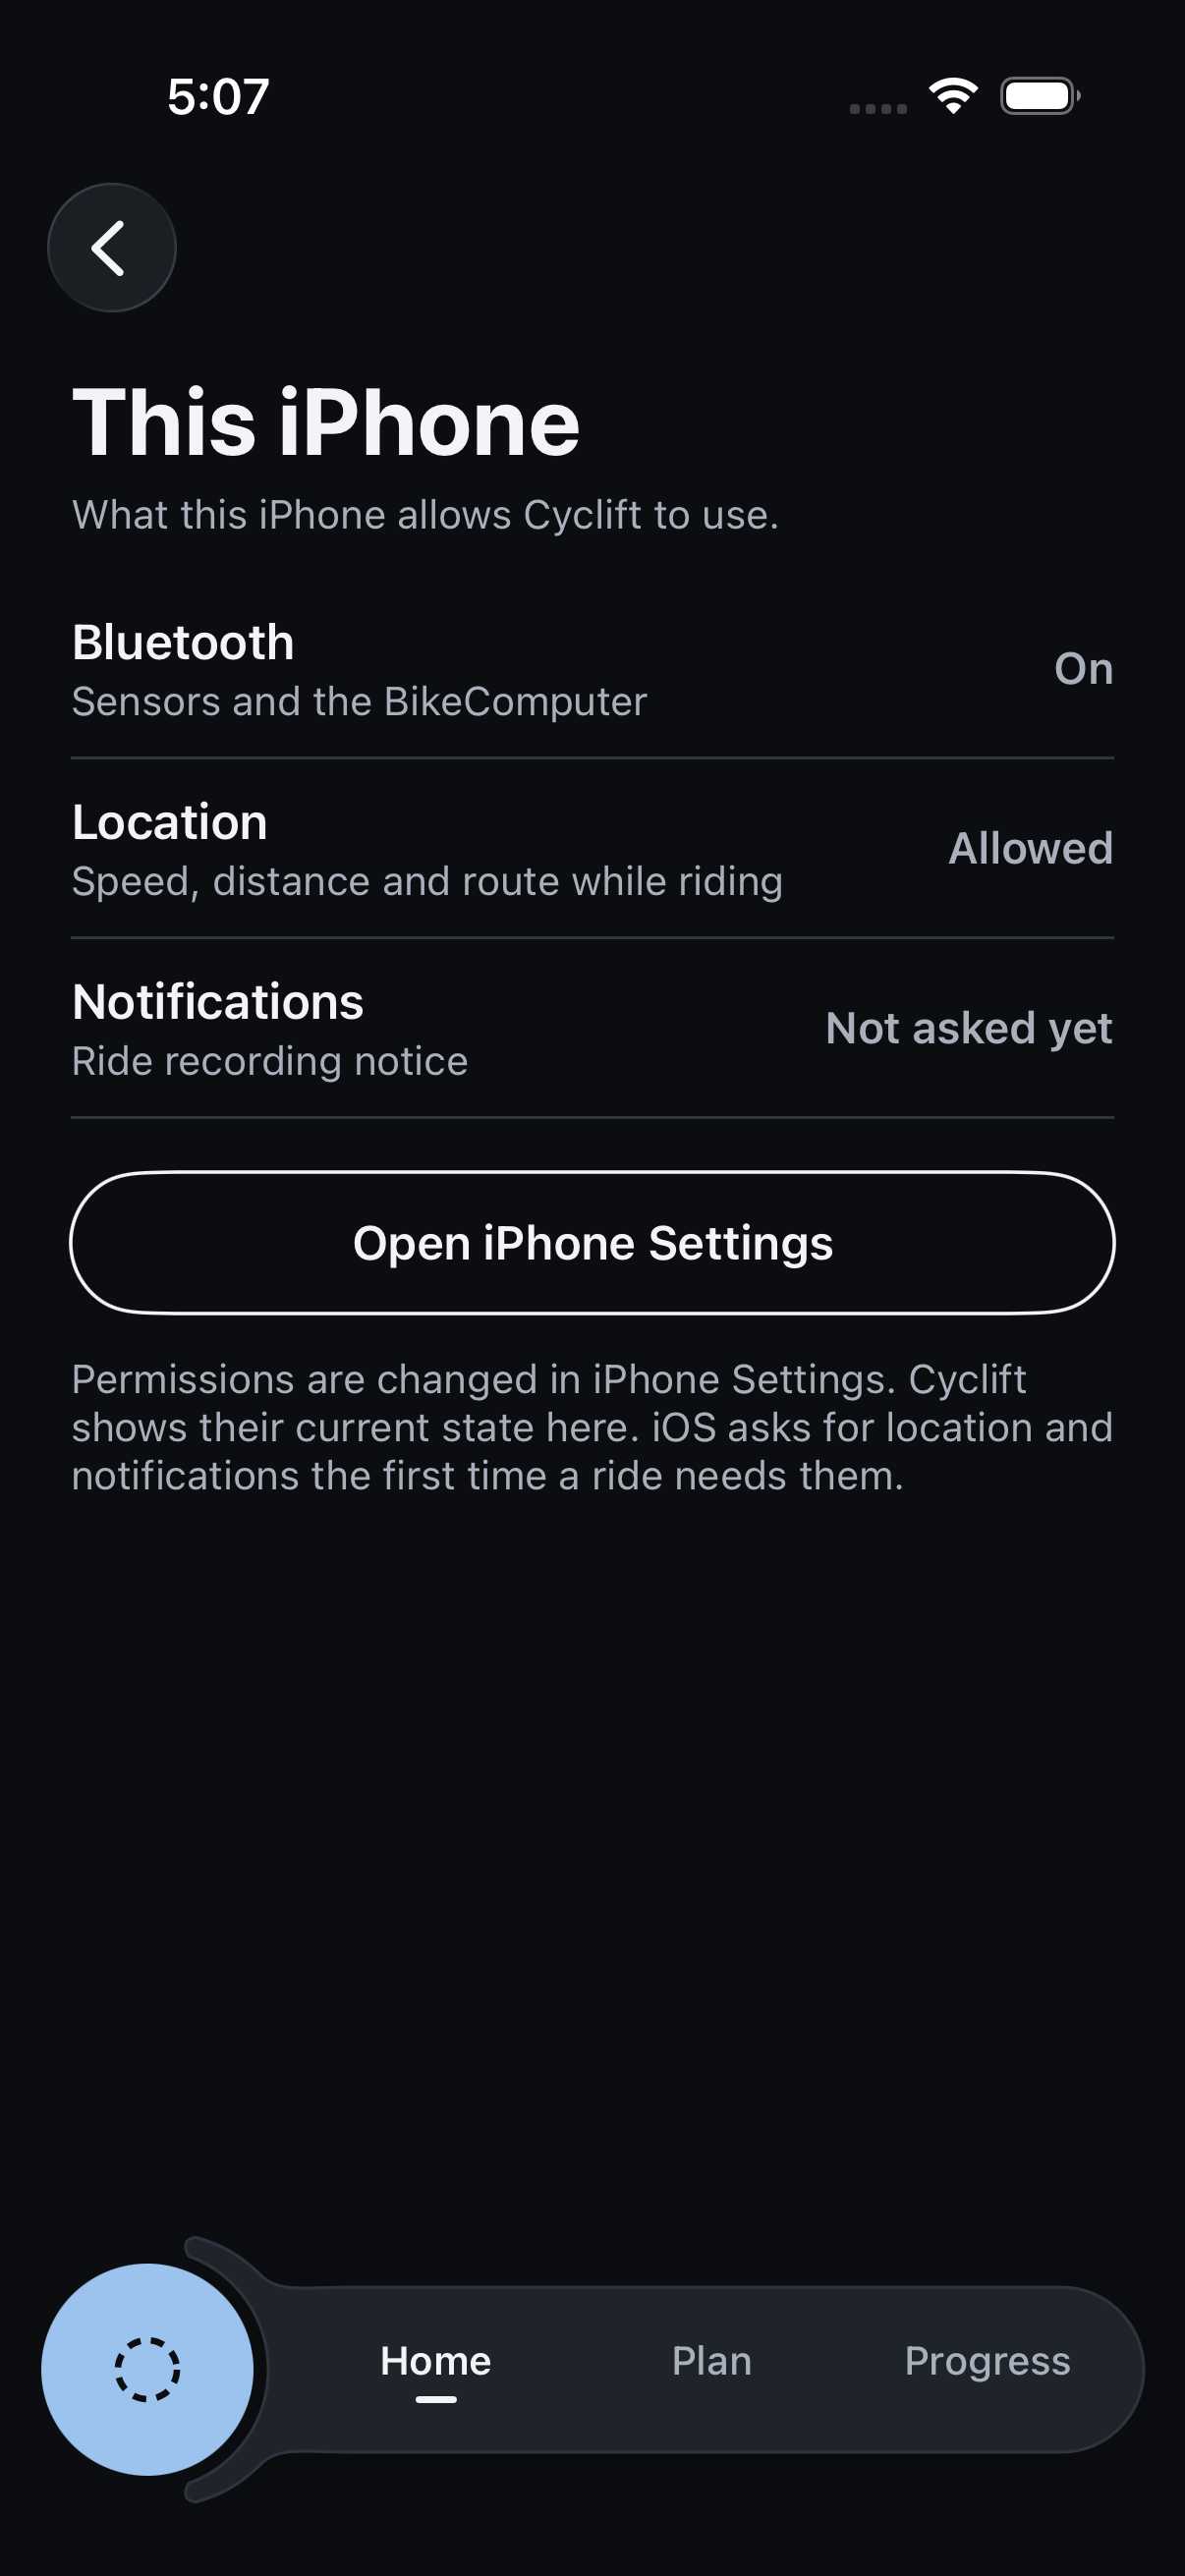 5:07
This iPhone
What this iPhone allows Cyclift to use.
Bluetooth
Sensors and the BikeComputer
On
Location
Speed, distance and route while riding
Allowed
Notifications
Ride recording notice
Not asked yet
Open iPhone Settings
Permissions are changed in iPhone Settings. Cyclift
shows their current state here. iOS asks for location and
notifications the first time a ride needs them.
Home
Plan
Progress